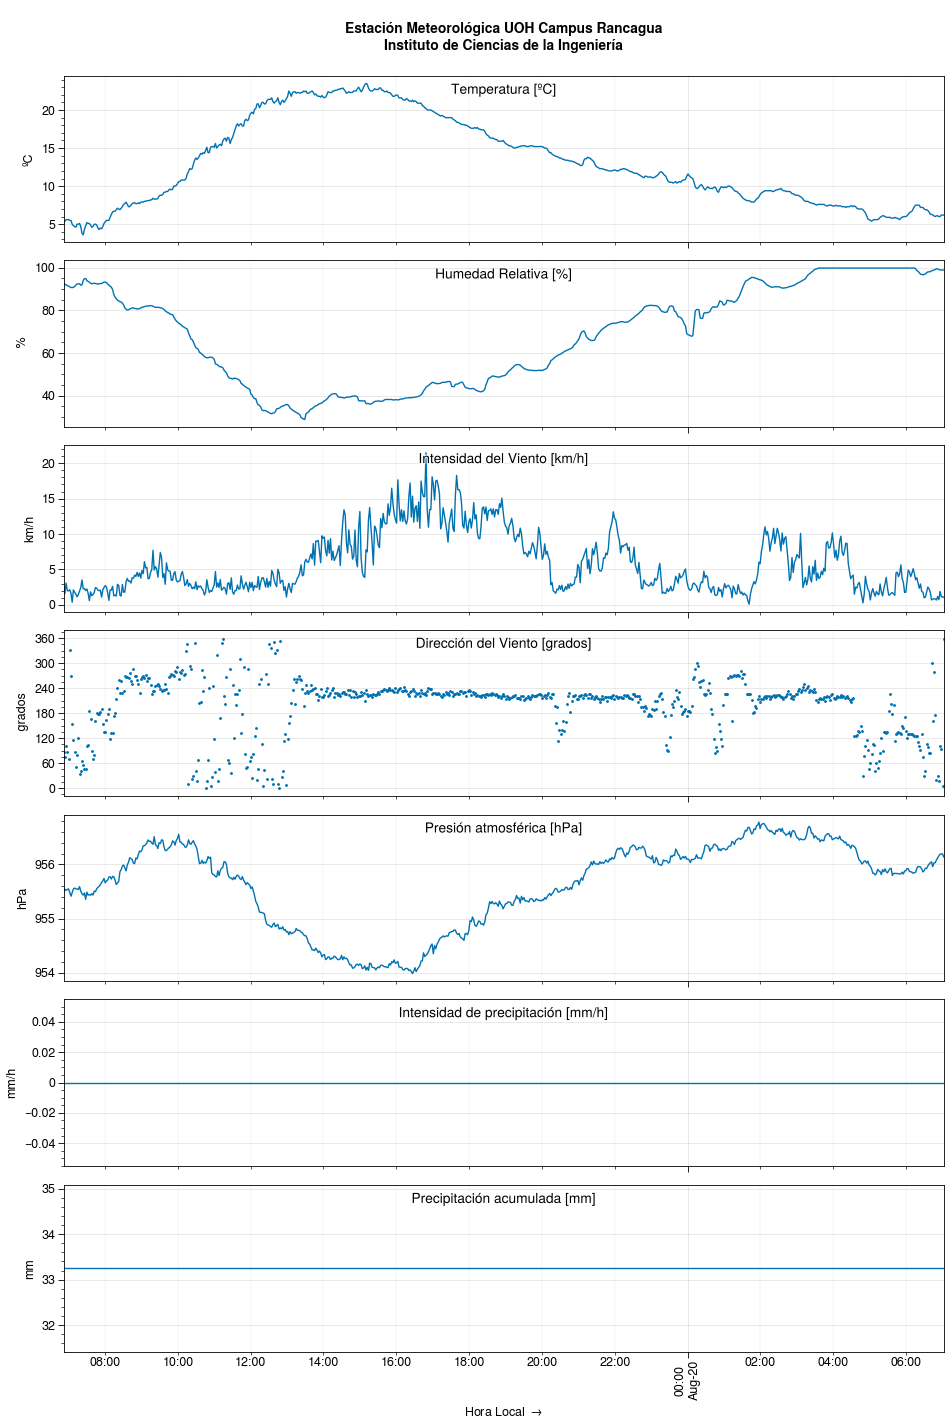 Estación Meteorológica UOH Campus Rancagua
Instituto de Ciencias de la Ingeniería
Temperatura [ºC]
ºC
20
15
10
5
Humedad Relativa [%]
%
100
80
60
40
Intensidad del Viento [km/h]
km/h
20
15
10
5
0
Dirección del Viento [grados]
grados
360
300
240
180
120
60
0
Presión atmosférica [hPa]
hPa
956
955
954
Intensidad de precipitación [mm/h]
mm/h
0.04
0.02
0
−0.02
−0.04
Precipitación acumulada [mm]
mm
35
34
33
32
08:00 10:00 12:00 14:00 16:00 18:00 20:00 22:00 00:00 02:00 04:00 06:00
Aug-20
Hora Local →